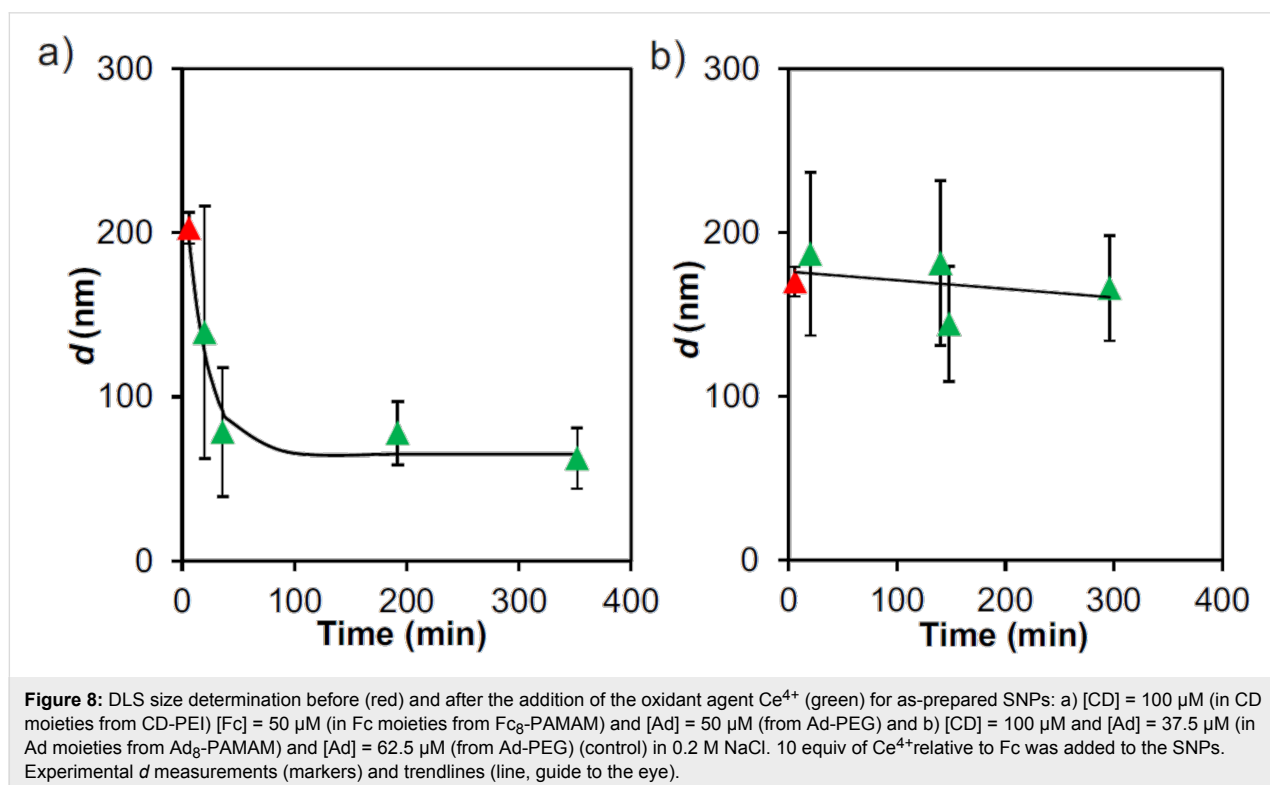 a)
300
200
100
0
d (nm)
0 100 200 300 400
Time (min)
b)
300
200
100
0
d (nm)
0 100 200 300 400
Time (min)
Figure 8: DLS size determination before (red) and after the addition of the oxidant agent Ce⁴⁺ (green) for as-prepared SNPs: a) [CD] = 100 µM (in CD
moieties from CD-PEI) [Fc] = 50 µM (in Fc moieties from Fc₈-PAMAM) and [Ad] = 50 µM (from Ad-PEG) and b) [CD] = 100 µM and [Ad] = 37.5 µM (in
Ad moieties from Ad₈-PAMAM) and [Ad] = 62.5 µM (from Ad-PEG) (control) in 0.2 M NaCl. 10 equiv of Ce⁴⁺relative to Fc was added to the SNPs.
Experimental d measurements (markers) and trendlines (line, guide to the eye).